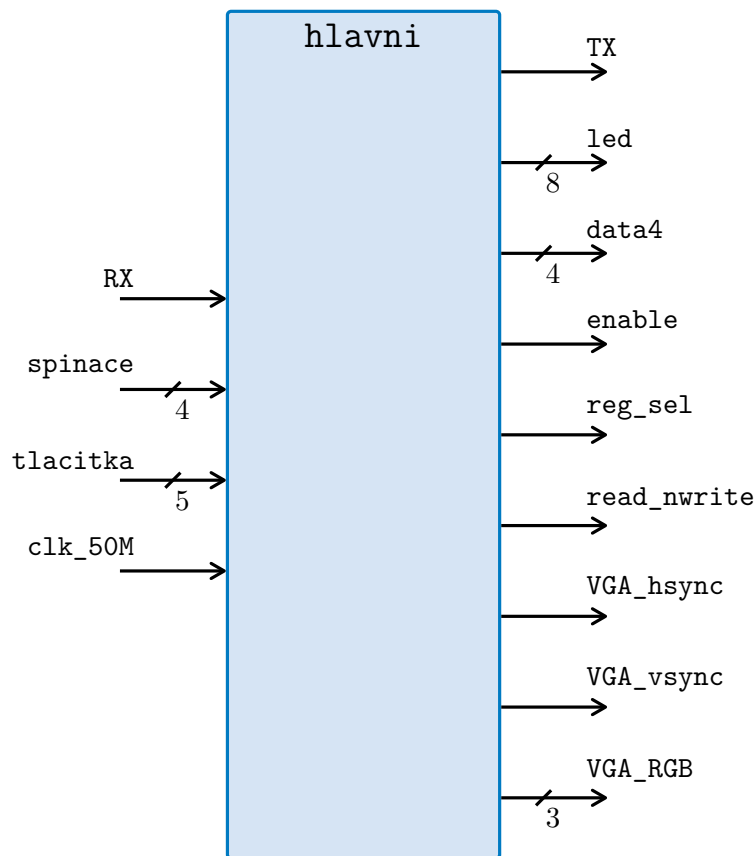 hlavni
TX
led
8
data4
4
RX
enable
spinace
4
reg_sel
tlacitka
5
read_nwrite
clk_50M
VGA_hsync
VGA_vsync
VGA_RGB
3